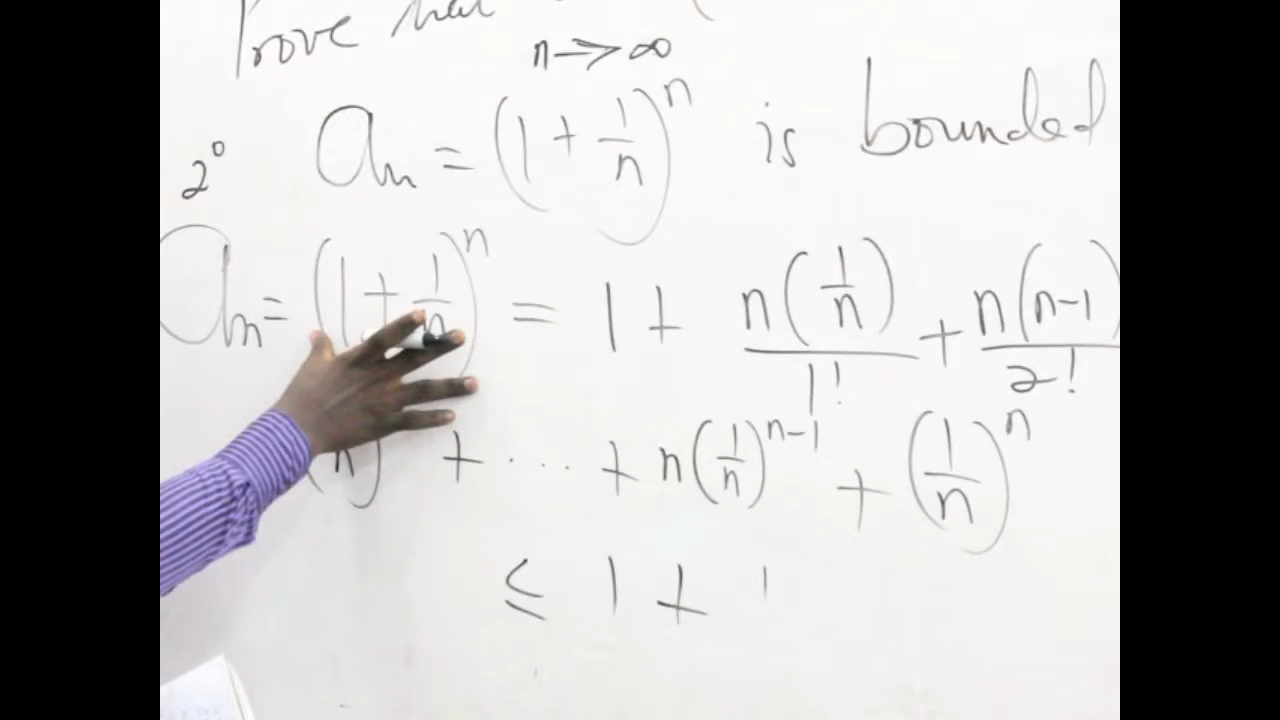 Prove that
n → ∞
2⁰ aₙ = (1 + 1/n)ⁿ is bounded
aₙ = (1 + 1/n)ⁿ = 1 + n(1/n)/1! + n(n-1)/2!
(n) + ... + n(1/n)ⁿ⁻¹ + (1/n)ⁿ
≤ 1 + 1